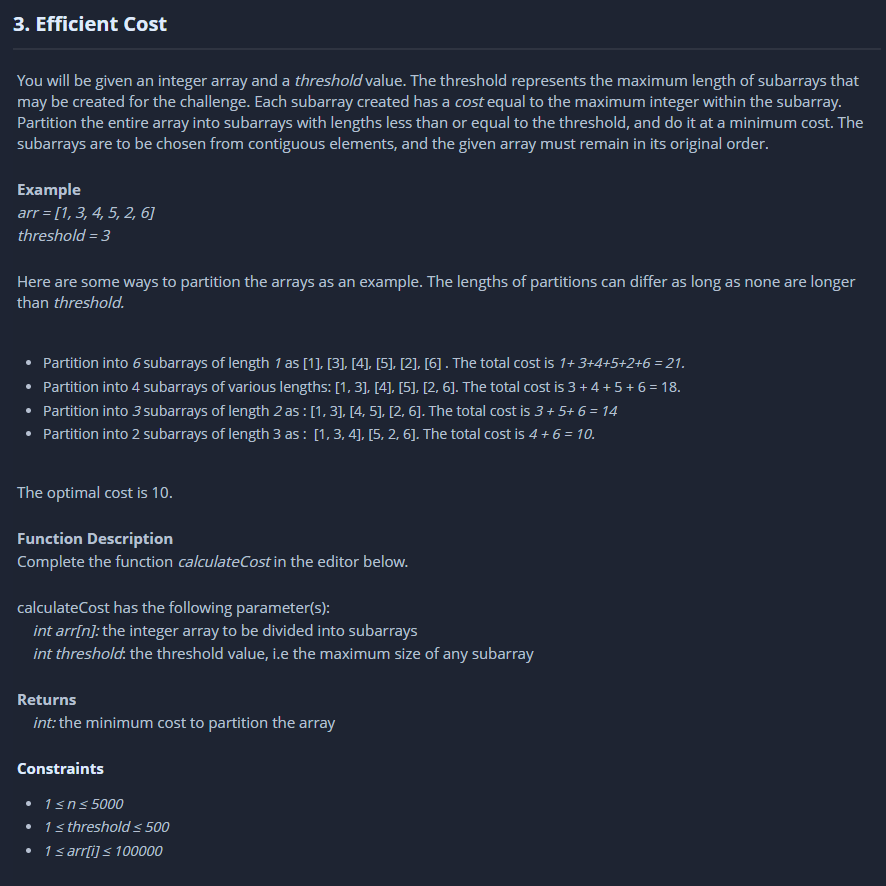 3. Efficient Cost
You will be given an integer array and a threshold value. The threshold represents the maximum length of subarrays that
may be created for the challenge. Each subarray created has a cost equal to the maximum integer within the subarray.
Partition the entire array into subarrays with lengths less than or equal to the threshold, and do it at a minimum cost. The
subarrays are to be chosen from contiguous elements, and the given array must remain in its original order.
Example
arr = [1, 3, 4, 5, 2, 6]
threshold = 3
Here are some ways to partition the arrays as an example. The lengths of partitions can differ as long as none are longer
than threshold.
• Partition into 6 subarrays of length 1 as [1], [3], [4], [5], [2], [6] . The total cost is 1+ 3+4+5+2+6 = 21.
• Partition into 4 subarrays of various lengths: [1, 3], [4], [5], [2, 6]. The total cost is 3 + 4 + 5 + 6 = 18.
• Partition into 3 subarrays of length 2 as : [1, 3], [4, 5], [2, 6]. The total cost is 3 + 5+ 6 = 14
• Partition into 2 subarrays of length 3 as : [1, 3, 4], [5, 2, 6]. The total cost is 4 + 6 = 10.
The optimal cost is 10.
Function Description
Complete the function calculateCost in the editor below.
calculateCost has the following parameter(s):
int arr[n]: the integer array to be divided into subarrays
int threshold: the threshold value, i.e the maximum size of any subarray
Returns
int: the minimum cost to partition the array
Constraints
• 1 ≤ n ≤ 5000
• 1 ≤ threshold ≤ 500
• 1 ≤ arr[i] ≤ 100000